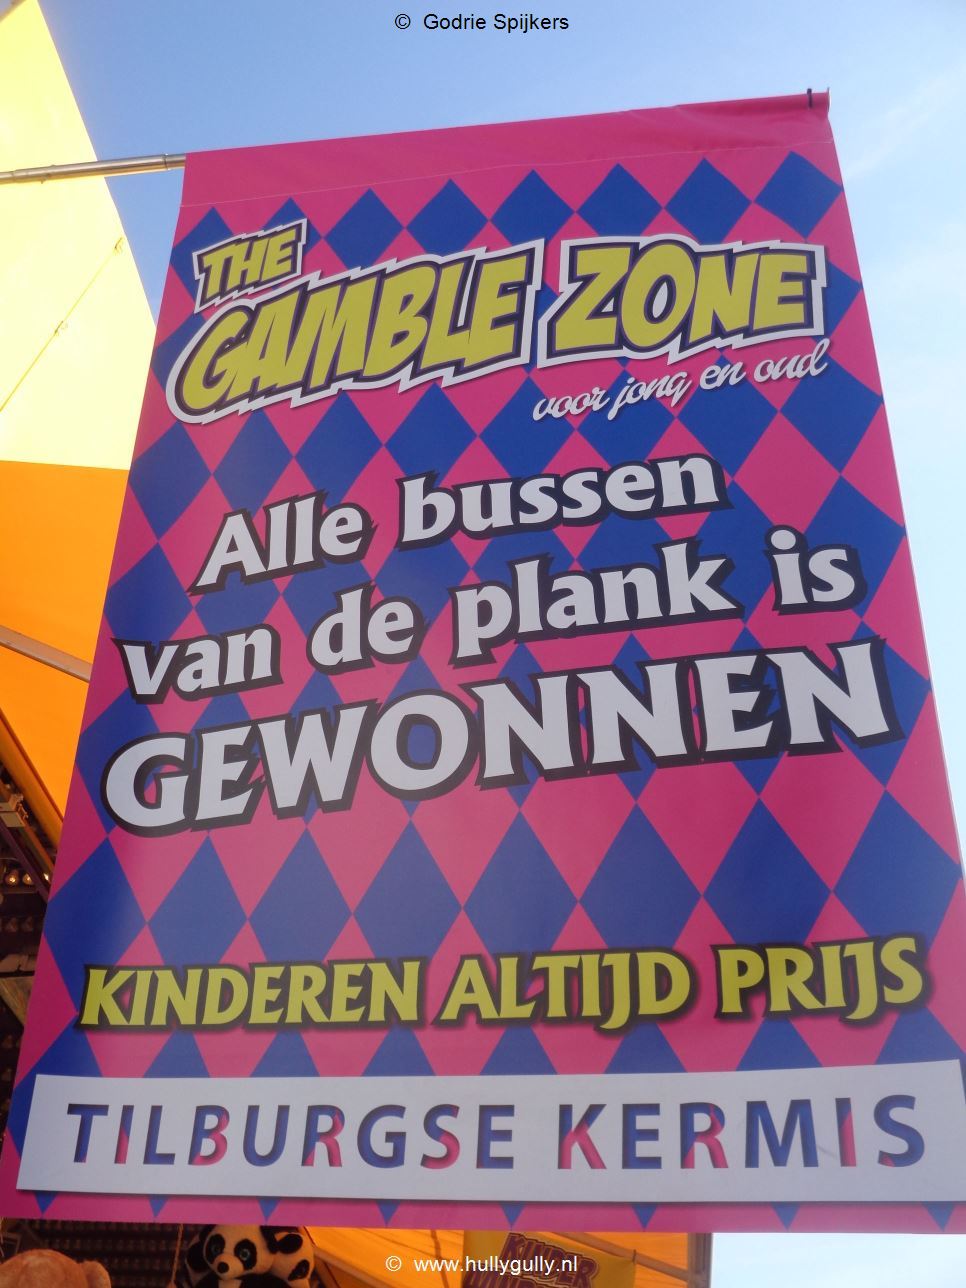 © Godrie Spijkers
THE
GAMBLE ZONE
voor jong en oud
Alle bussen
van de plank is
GEWONNEN
KINDEREN ALTIJD PRIJS
TILBURGSE KERMIS
KINDER
© www.hullygully.nl